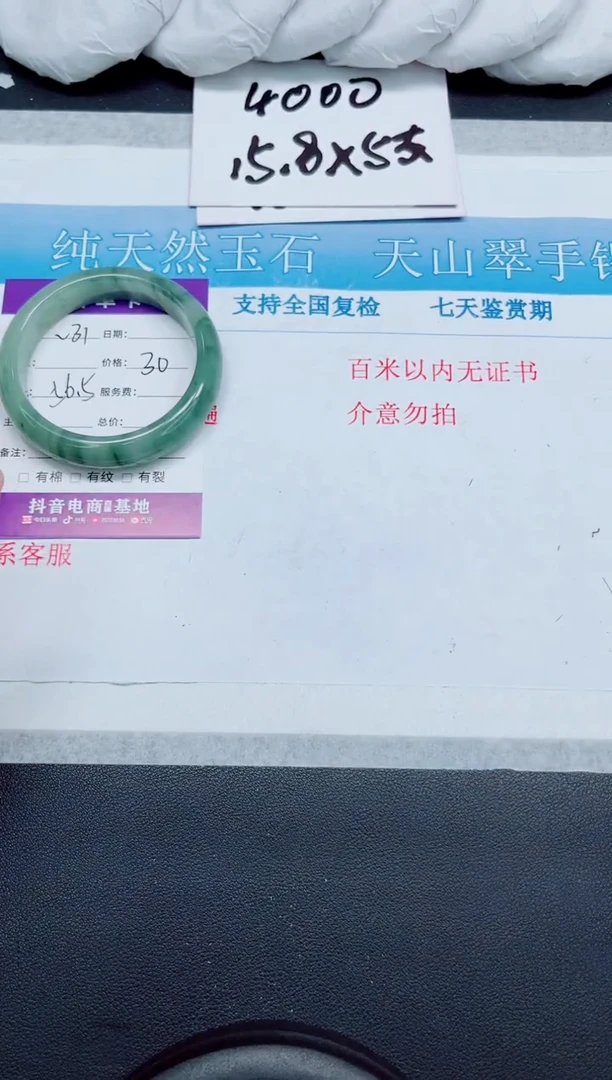 4000
15.8×5支
纯天然玉石 天山翠手镯
支持全国复检 七天鉴赏期
31 日期:
价格: 30
56.5 服务费:
总价:
备注:
□有棉 □有纹 □有裂
抖音电商 基地
百米以内无证书
介意勿拍
系客服